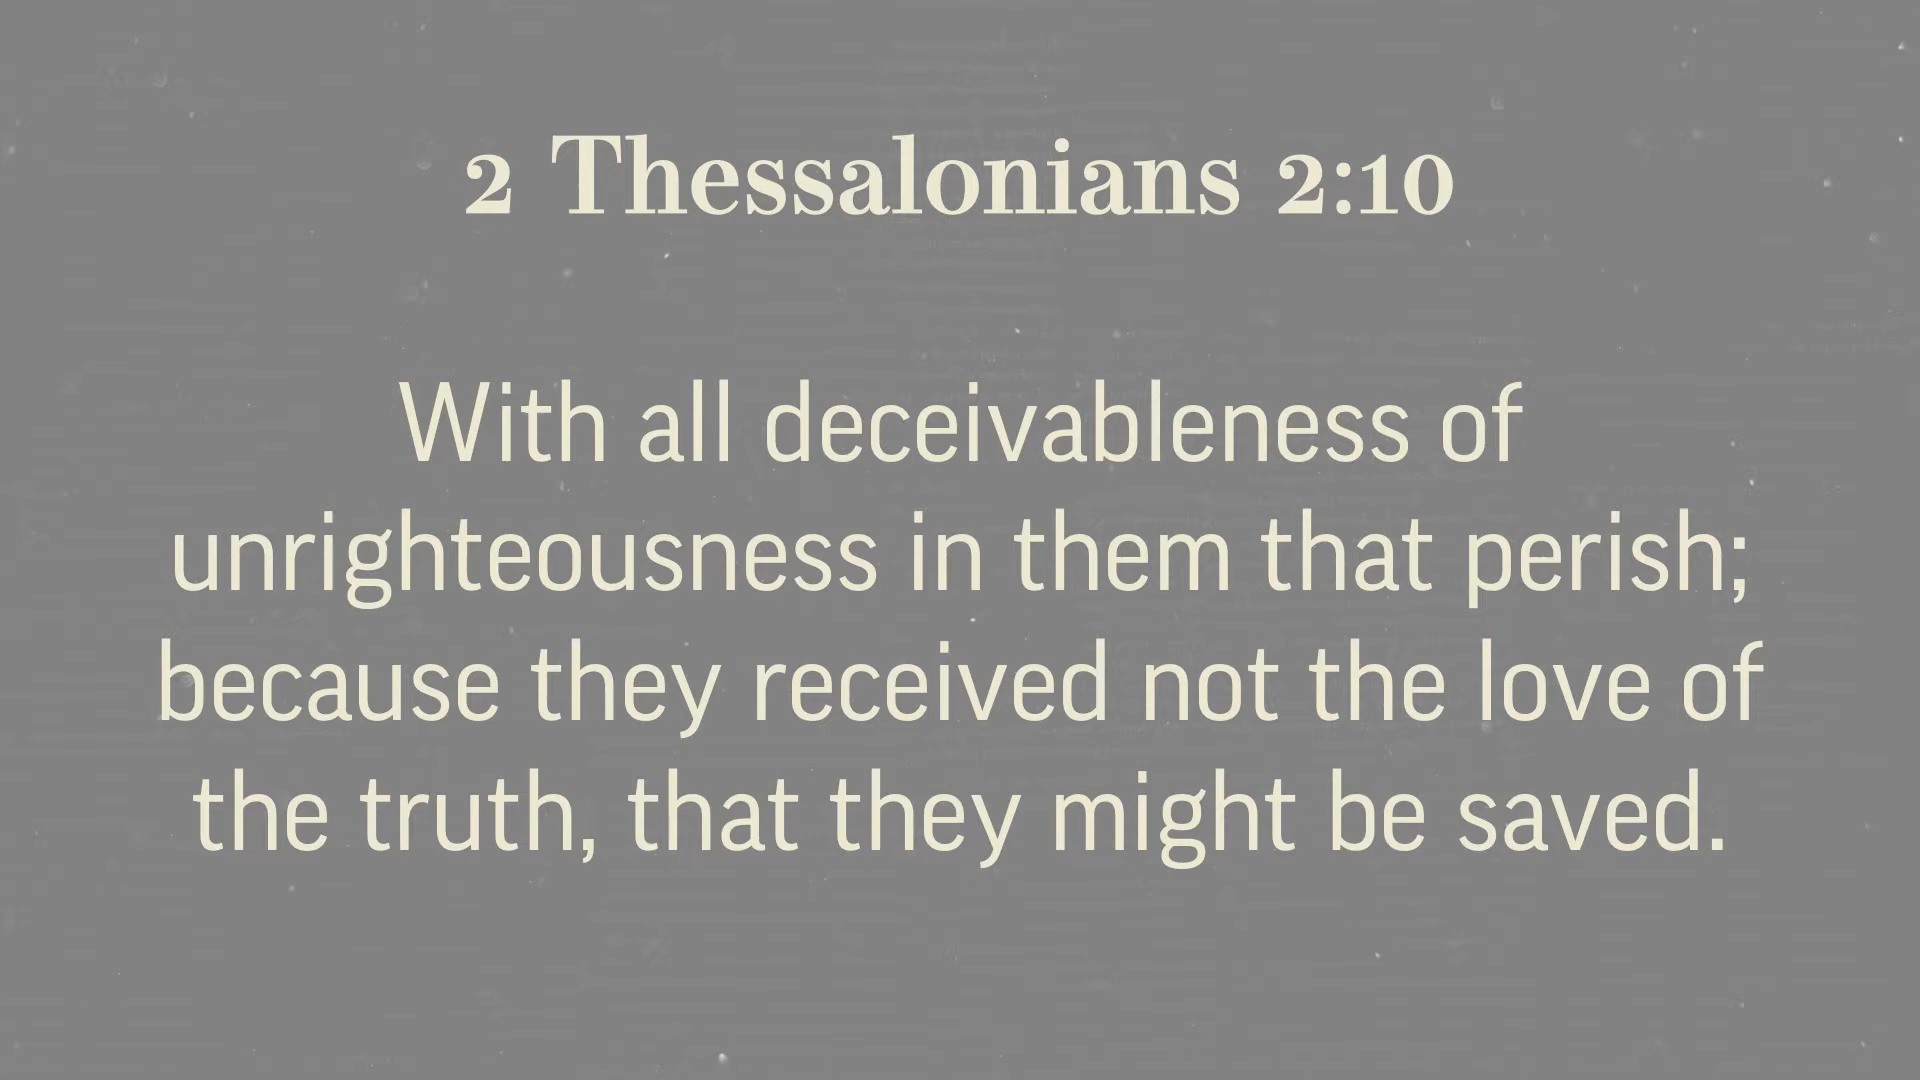 2 Thessalonians 2:10
With all deceivableness of
unrighteousness in them that perish;
because they received not the love of
the truth, that they might be saved.